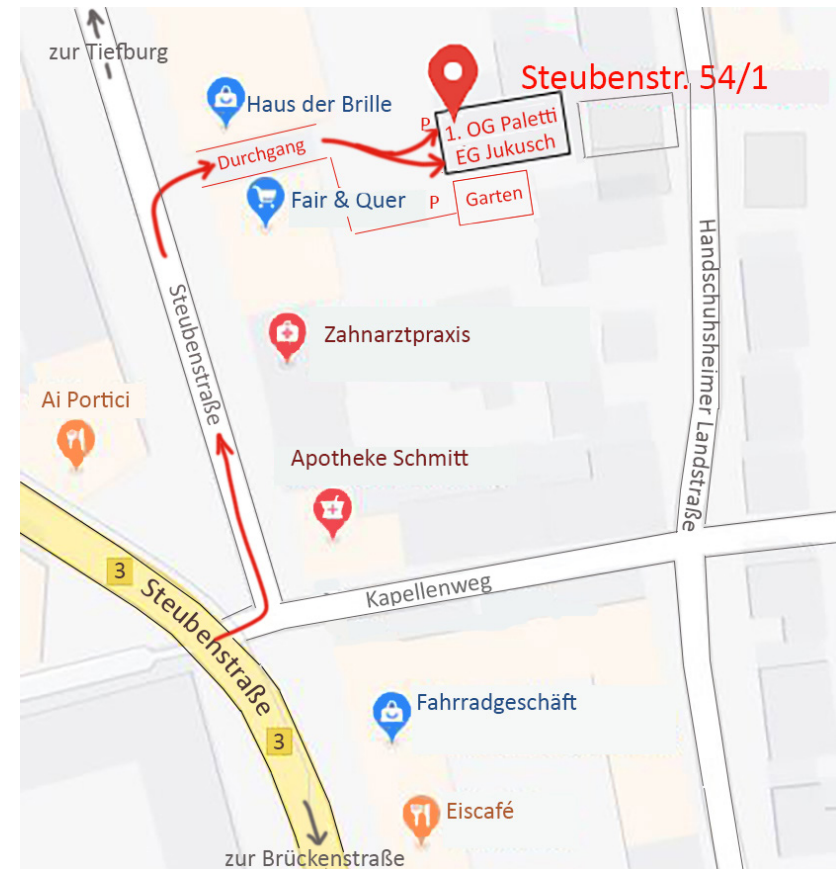 zur Tiefburg
Steubenstr. 54/1
Haus der Brille
P
1. OG Paletti
EG Jukusch
Durchgang
Fair & Quer
P
Garten
Steubenstraße
Handschuhsheimer Landstraße
Zahnarztpraxis
Ai Portici
Apotheke Schmitt
3
Steubenstraße
Kapellenweg
3
Fahrradgeschäft
Eiscafé
zur Brückenstraße